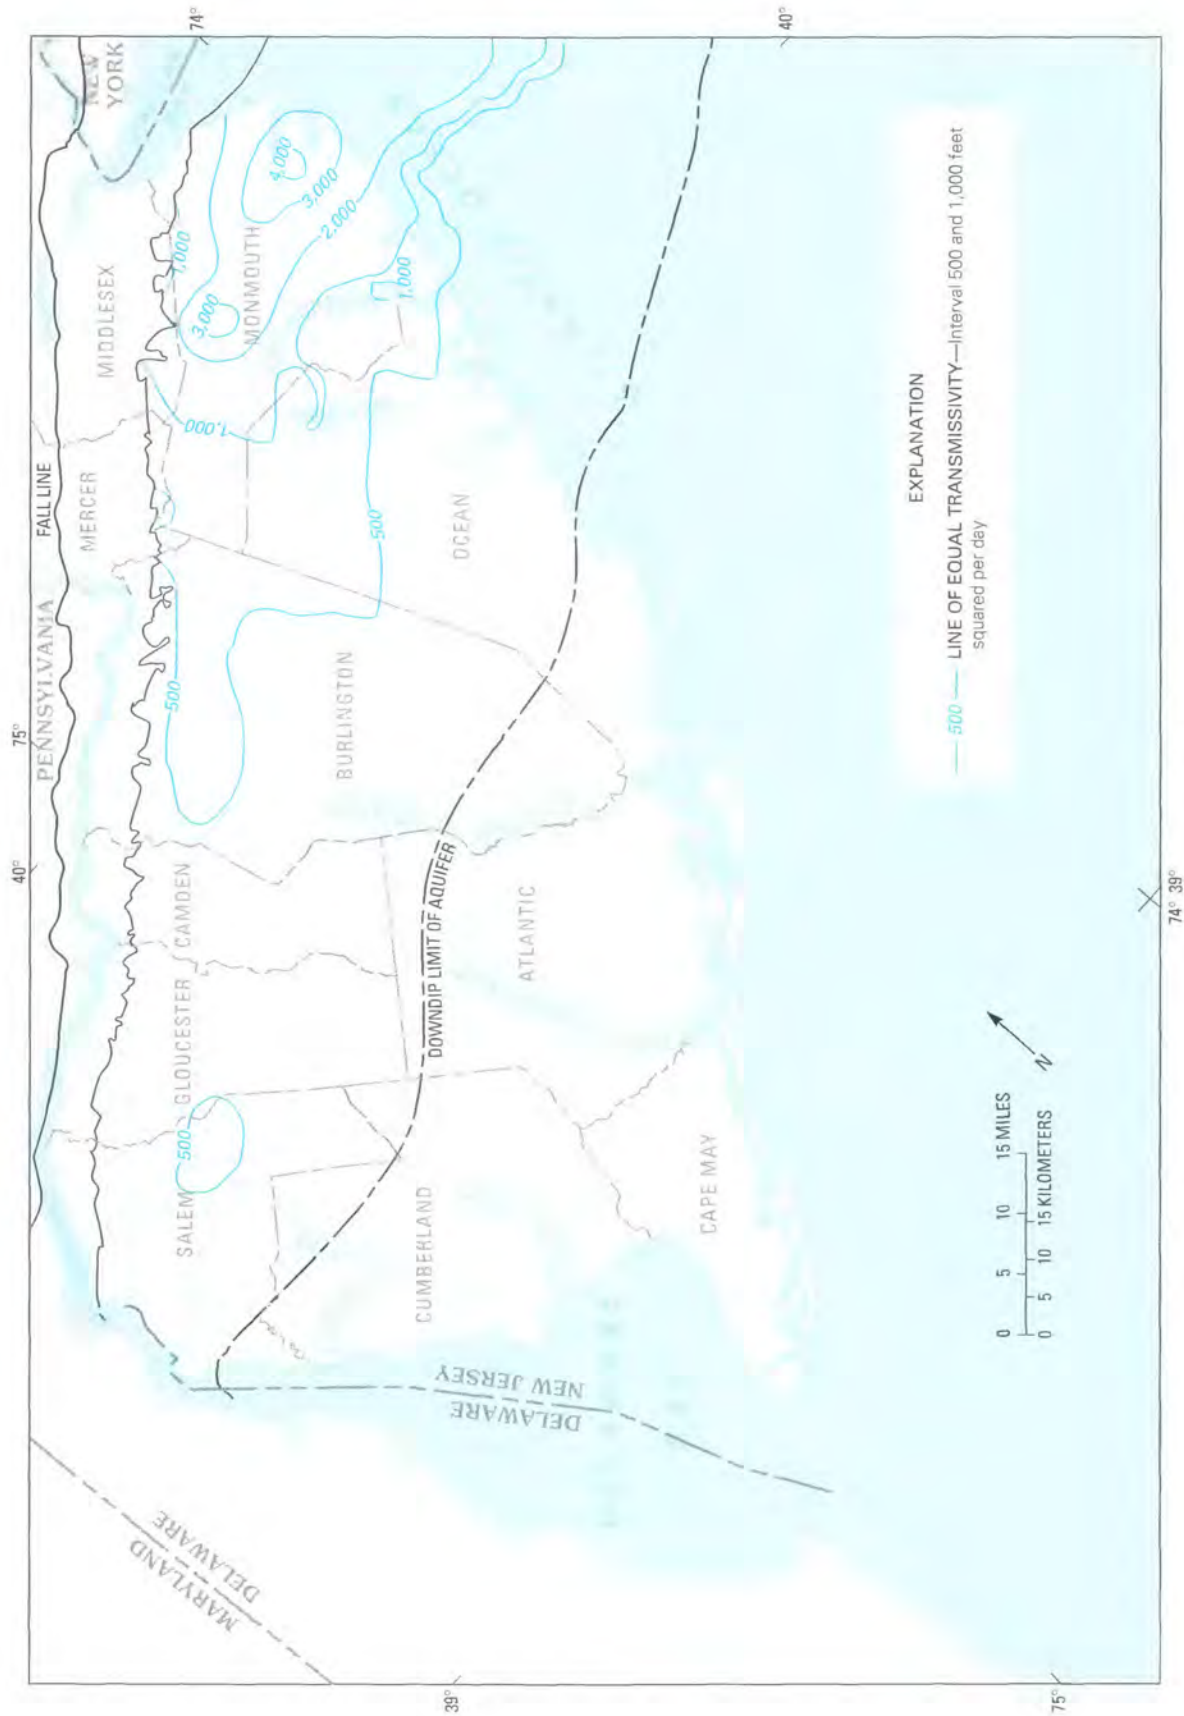 NEW
YORK
74°
40°
MIDDLESEX
FALL LINE
MERCER
PENNSYLVANIA
75°
40°
1,000
3,000
MONMOUTH
4,000
3,000
2,000
1,000
1,000
500
OCEAN
500
BURLINGTON
CAMDEN
GLOUCESTER
SALEM
500
DOWNDIP LIMIT OF AQUIFER
ATLANTIC
CUMBERLAND
CAPE MAY
NEW JERSEY
DELAWARE
DELAWARE
MARYLAND
39°
75°
74° 39°
EXPLANATION
500 LINE OF EQUAL TRANSMISSIVITY—Interval 500 and 1,000 feet
squared per day
N
0 5 10 15 MILES
0 5 10 15 KILOMETERS